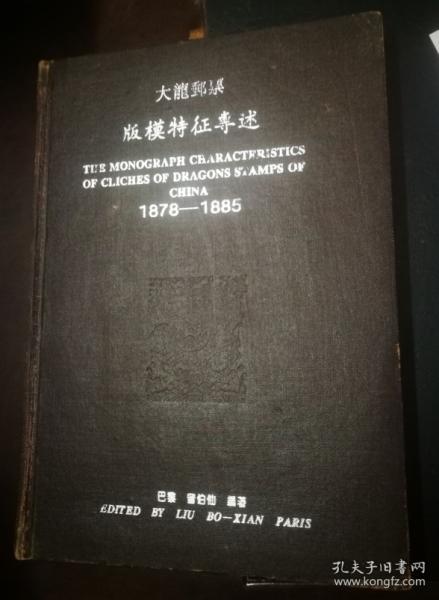 大龍郵票
版模特征專述
THE MONOGRAPH CHARACTERISTICS
OF CLICHES OF DRAGONS STAMPS OF
CHINA
1878—1885
巴黎 伯仙 編著
EDITED BY LIU BO-XIAN PARIS
孔夫子旧书网
www.kongfz.com